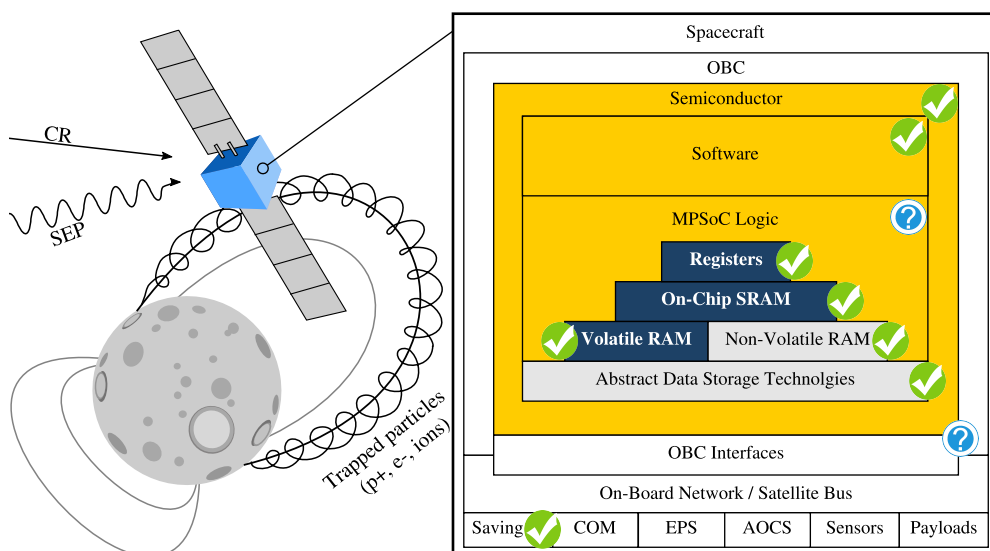 CR
SEP
Trapped particles
(p+, e-, ions)
Spacecraft
OBC
Semiconductor
Software
MPSoC Logic
Registers
On-Chip SRAM
Volatile RAM
Non-Volatile RAM
Abstract Data Storage Technolgies
OBC Interfaces
On-Board Network / Satellite Bus
Saving
COM
EPS
AOCS
Sensors
Payloads